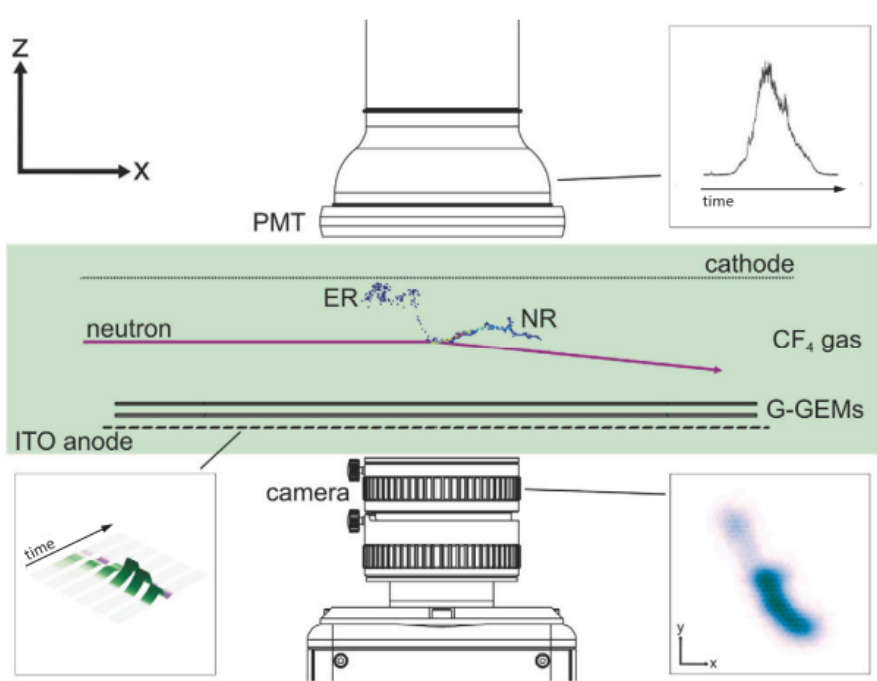 Z
X
PMT
time
cathode
ER
NR
neutron
CF₄ gas
G-GEMs
ITO anode
camera
time
y
x